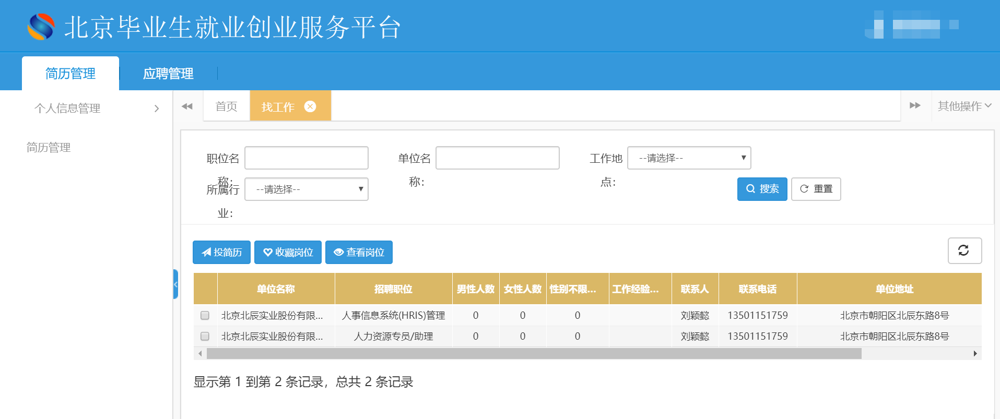 北京毕业生就业创业服务平台
简历管理 应聘管理
个人信息管理
简历管理
首页 找工作 其他操作
职位名称： 单位名称： 工作地点： --请选择--
所属行业： --请选择-- 搜索 重置
投简历 收藏岗位 查看岗位
单位名称 招聘职位 男性人数 女性人数 性别不限... 工作经验... 联系人 联系电话 单位地址
北京北辰实业股份有限... 人事信息系统(HRIS)管理 0 0 0 刘颖懿 13501151759 北京市朝阳区北辰东路8号
北京北辰实业股份有限... 人力资源专员/助理 0 0 0 刘颖懿 13501151759 北京市朝阳区北辰东路8号
显示第 1 到第 2 条记录，总共 2 条记录